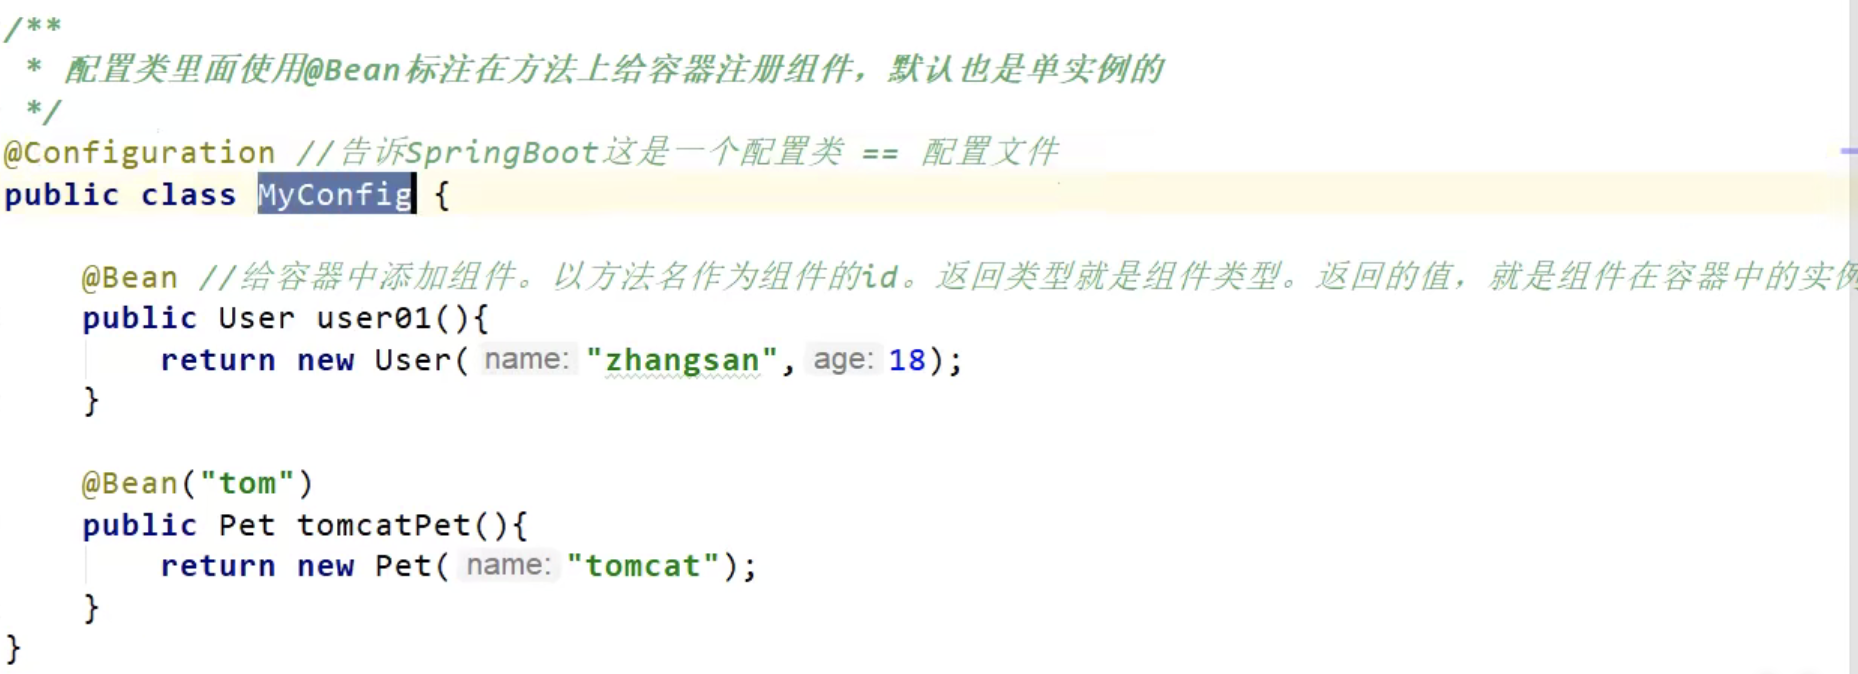 /**
 * 配置类里面使用@Bean标注在方法上给容器注册组件，默认也是单实例的
 */
@Configuration //告诉SpringBoot这是一个配置类 == 配置文件
public class MyConfig {
    @Bean //给容器中添加组件。以方法名作为组件的id。返回类型就是组件类型。返回的值，就是组件在容器中的实例
    public User user01(){
        return new User( name: "zhangsan", age: 18);
    }
    @Bean("tom")
    public Pet tomcatPet(){
        return new Pet( name: "tomcat");
    }
}